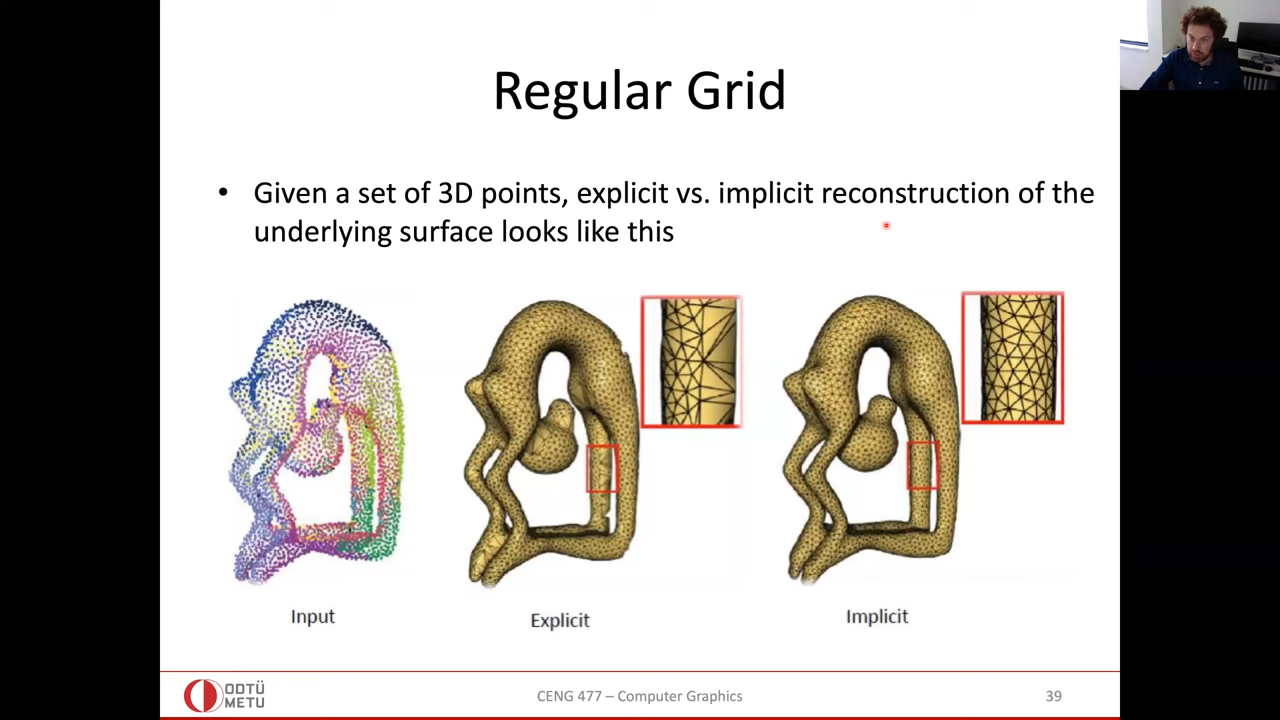 Regular Grid
• Given a set of 3D points, explicit vs. implicit reconstruction of the
underlying surface looks like this
Input
Explicit
Implicit
ODTÜ
METU
CENG 477 – Computer Graphics
39